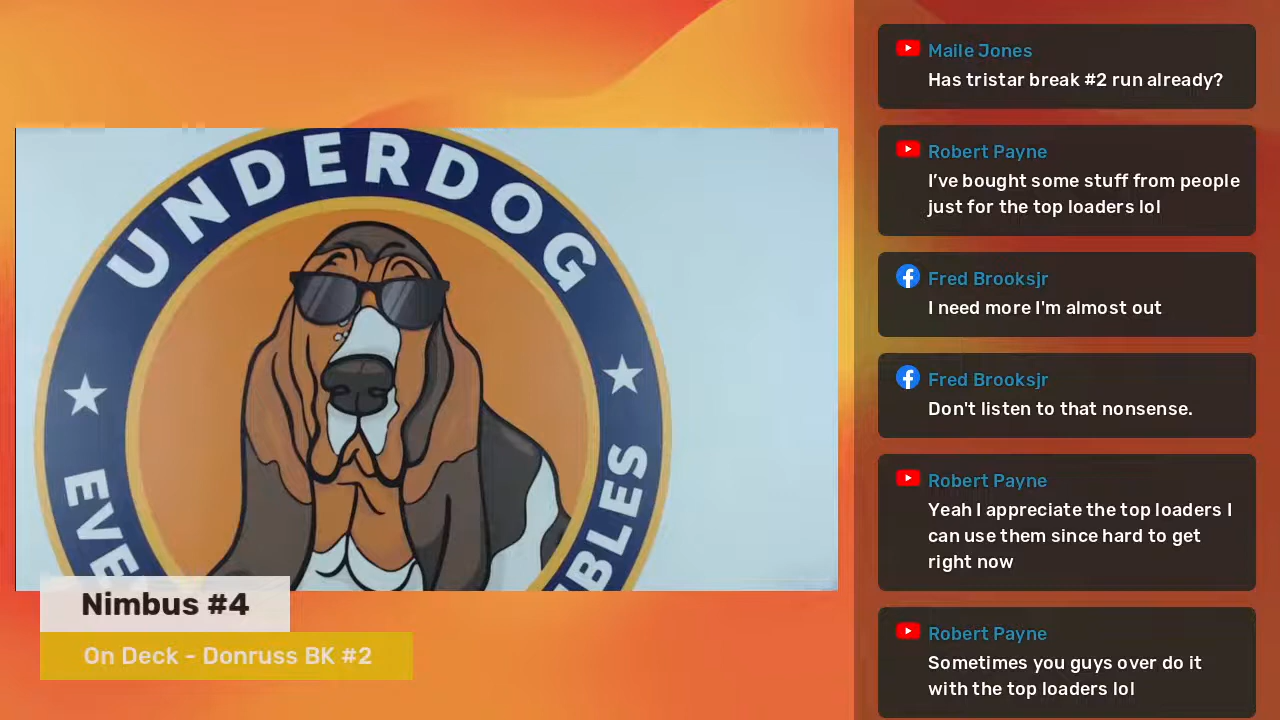 UNDERDOG
EVE
IBLES
Nimbus #4
On Deck - Donruss BK #2
Maile Jones
Has tristar break #2 run already?
Robert Payne
I’ve bought some stuff from people
just for the top loaders lol
Fred Brooksjr
I need more I'm almost out
Fred Brooksjr
Don't listen to that nonsense.
Robert Payne
Yeah I appreciate the top loaders I
can use them since hard to get
right now
Robert Payne
Sometimes you guys over do it
with the top loaders lol